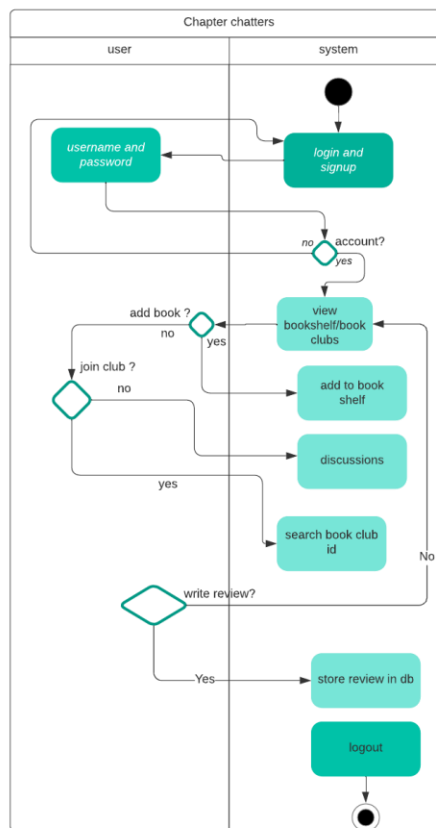 Chapter chatters
user
system
username and
password
login and
signup
no
account?
yes
add book ?
no
yes
view
bookshelf/book
clubs
join club ?
no
add to book
shelf
discussions
yes
search book club
id
No
write review?
Yes
store review in db
logout